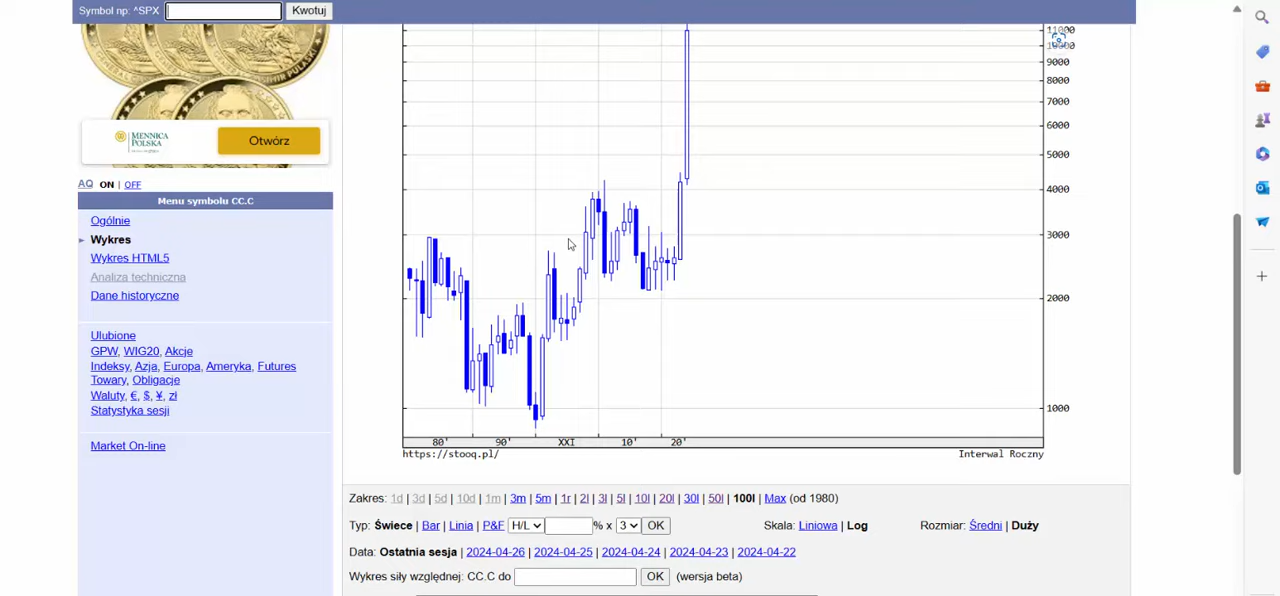 Symbol np: ^SPX Kwotuj
MENNICA POLSKA Otwórz
AQ ON | OFF
Menu symbolu CC.C
Ogólnie
Wykres
Wykres HTML5
Analiza techniczna
Dane historyczne
Ulubione
GPW, WIG20, Akcje
Indeksy, Azja, Europa, Ameryka, Futures
Towary, Obligacje
Waluty, €, $, ¥, zł
Statystyka sesji
Market On-line
11000
10000
9000
8000
7000
6000
5000
4000
3000
2000
1000
80' 90' XXI 10' 20'
https://stooq.pl/ Interwal Roczny
Zakres: 1d | 3d | 5d | 10d | 1m | 3m | 5m | 1r | 2l | 3l | 5l | 10l | 20l | 30l | 50l | 100l | Max (od 1980)
Typ: Świece | Bar | Linia | P&F H/L % x 3 OK Skala: Liniowa | Log Rozmiar: Średni | Duży
Data: Ostatnia sesja | 2024-04-26 | 2024-04-25 | 2024-04-24 | 2024-04-23 | 2024-04-22
Wykres siły względnej: CC.C do OK (wersja beta)